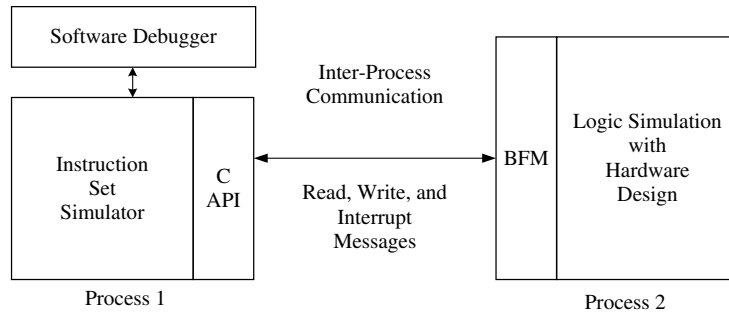 Software Debugger
Instruction
Set
Simulator
C
API
Process 1
Inter-Process
Communication
Read, Write, and
Interrupt
Messages
BFM
Logic Simulation
with
Hardware
Design
Process 2